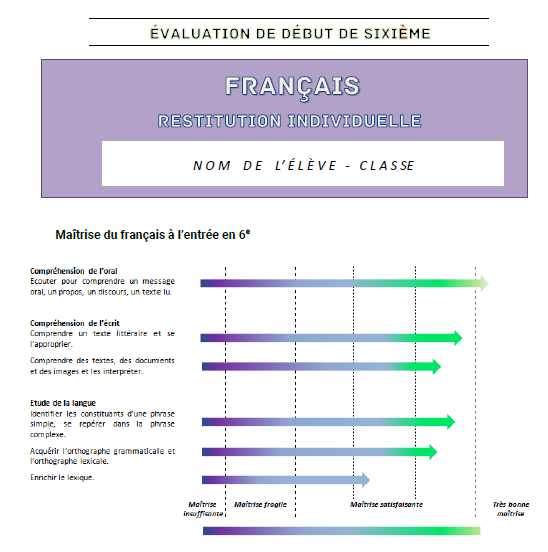 ÉVALUATION DE DÉBUT DE SIXIÈME
FRANÇAIS
RESTITUTION INDIVIDUELLE
NOM DE L'ÉLÈVE - CLASSE
Maîtrise du français à l'entrée en 6e
Compréhension de l'oral
Ecouter pour comprendre un message
oral, un propos, un discours, un texte lu.
Compréhension de l'écrit
Comprendre un texte littéraire et se
l'approprier.
Comprendre des textes, des documents
et des images et les interpréter.
Etude de la langue
Identifier les constituants d'une phrase
simple, se repérer dans la phrase
complexe.
Acquérir l'orthographe grammaticale et
l'orthographe lexicale.
Enrichir le lexique.
Maîtrise
insuffisante
Maîtrise fragile
Maîtrise satisfaisante
Très bonne
maîtrise